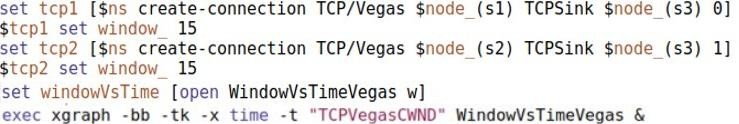 set tcp1 [$ns create-connection TCP/Vegas $node_(s1) TCPSink $node_(s3) 0]
$tcp1 set window_ 15
set tcp2 [$ns create-connection TCP/Vegas $node_(s2) TCPSink $node_(s3) 1]
$tcp2 set window_ 15
set windowVsTime [open WindowVsTimeVegas w]
exec xgraph -bb -tk -x time -t "TCPVegasCWND" WindowVsTimeVegas &